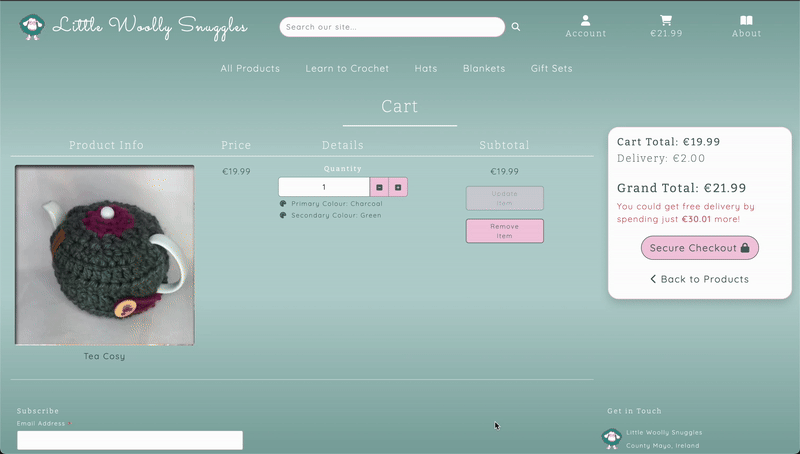 Little Woolly Snuggles
Search our site...
Account
€21.99
About
All Products
Learn to Crochet
Hats
Blankets
Gift Sets
Cart
Product Info
Price
Details
Subtotal
€19.99
Quantity
1
Primary Colour: Charcoal
Secondary Colour: Green
€19.99
Update
Item
Remove
Item
Tea Cosy
Cart Total: €19.99
Delivery: €2.00
Grand Total: €21.99
You could get free delivery by
spending just €30.01 more!
Secure Checkout
Back to Products
Subscribe
Email Address *
Get in Touch
Little Woolly Snuggles
County Mayo, Ireland